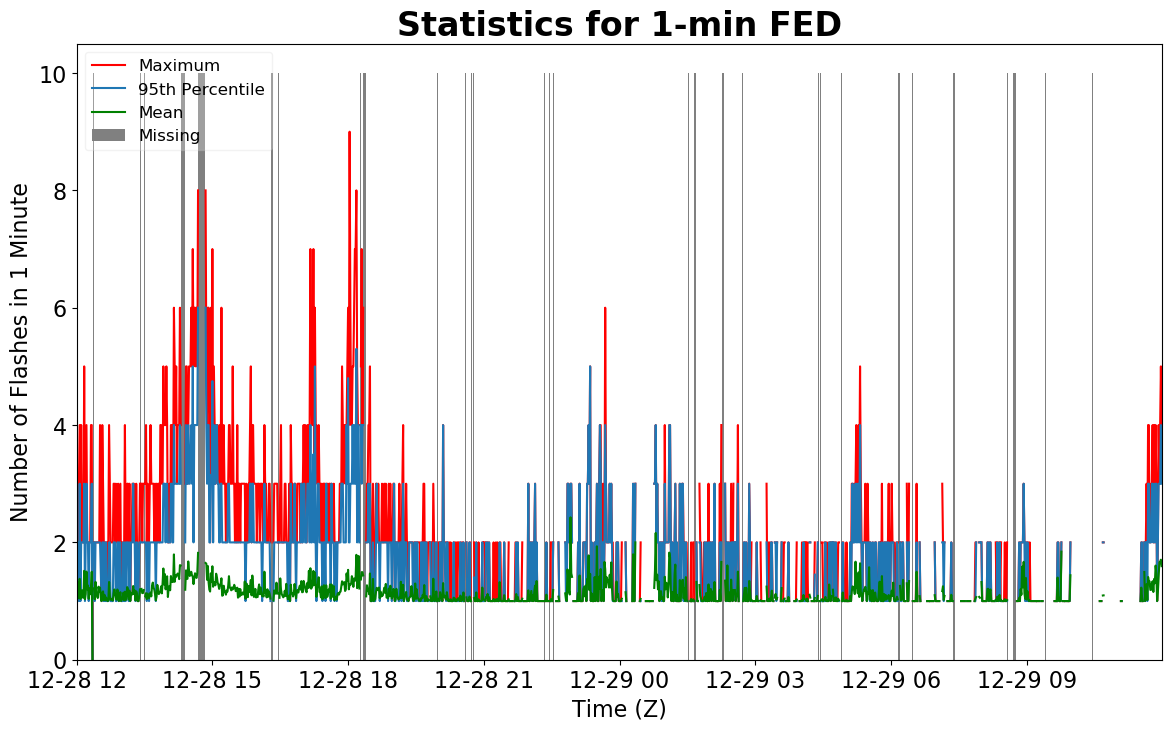 Statistics for 1-min FED
Maximum
95th Percentile
Mean
Missing
Number of Flashes in 1 Minute
10
8
6
4
2
0
12-28 12 12-28 15 12-28 18 12-28 21 12-29 00 12-29 03 12-29 06 12-29 09
Time (Z)